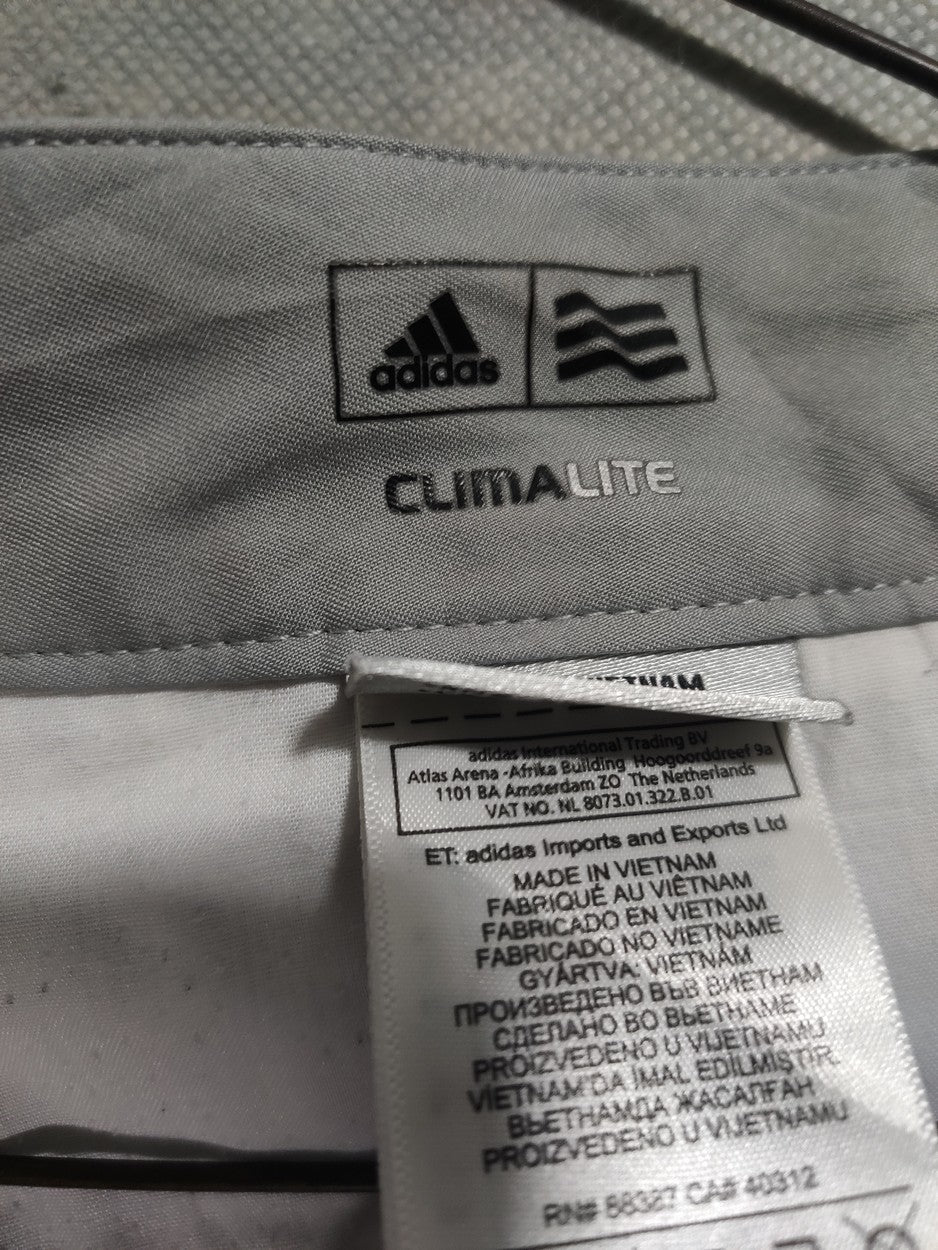 adidas
CLIMALITE
VIETNAM
adidas International Trading BV
Atlas Arena -Afrika Building Hoogoorddreef 9a
1101 BA Amsterdam ZO The Netherlands
VAT NO. NL 8073.01.322.B.01
ET: adidas Imports and Exports Ltd
MADE IN VIETNAM
FABRIQUÉ AU VIÊTNAM
FABRICADO EN VIETNAM
FABRICADO NO VIETNAME
GYÁRTVA: VIETNÁM
ПРОИЗВЕДЕНО ВЪВ ВИЕТНАМ
СДЕЛАНО ВО ВЬЕТНАМЕ
PROIZVEDENO U VIJETNAMU
VIETNAM'DA İMAL EDİLMİŞTİR.
ВЬЕТНАМДА ЖАСАЛҒАН
PROIZVEDENO U VIJETNAMU
RN# 88387 CA# 40312